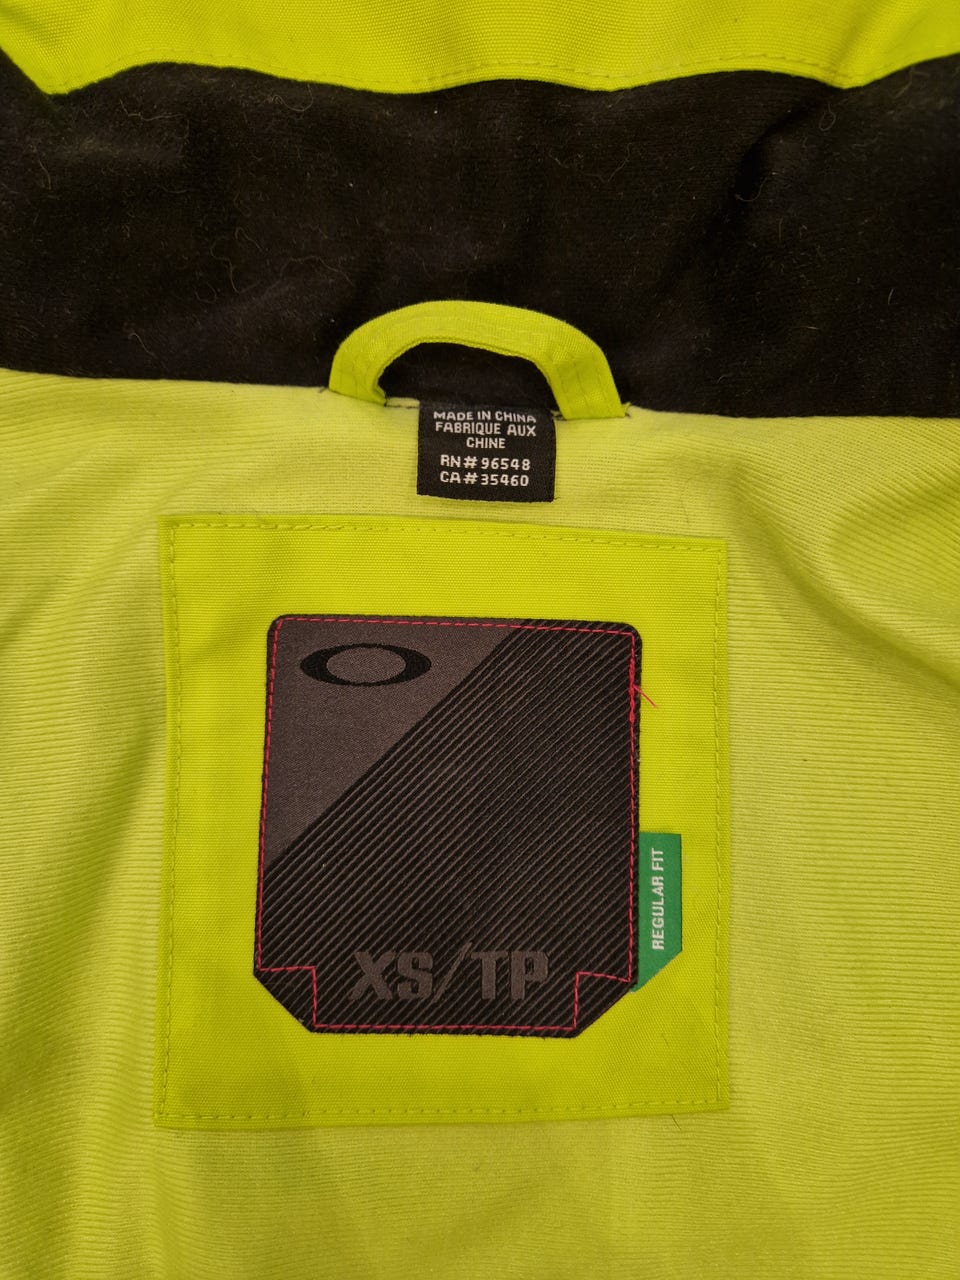 MADE IN CHINA
FABRIQUE AUX
CHINE
RN# 96548
CA# 35460
REGULAR FIT
XS/TP